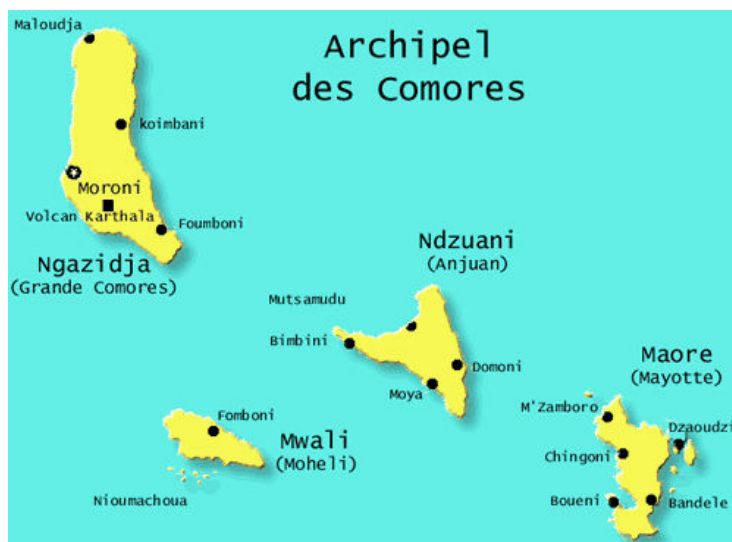 Maloudja
Archipel
des Comores
koimbani
Moroni
Volcan Karthala
Foumboni
Ngazidja
(Grande Comores)
Ndzuani
(Anjuan)
Mutsamudu
Bimbini
Domoni
Moya
Maore
(Mayotte)
M'Zamboro
Dzaoudzi
Chingoni
Boueni
Bandele
Fomboni
Mwali
(Moheli)
Nioumachoua